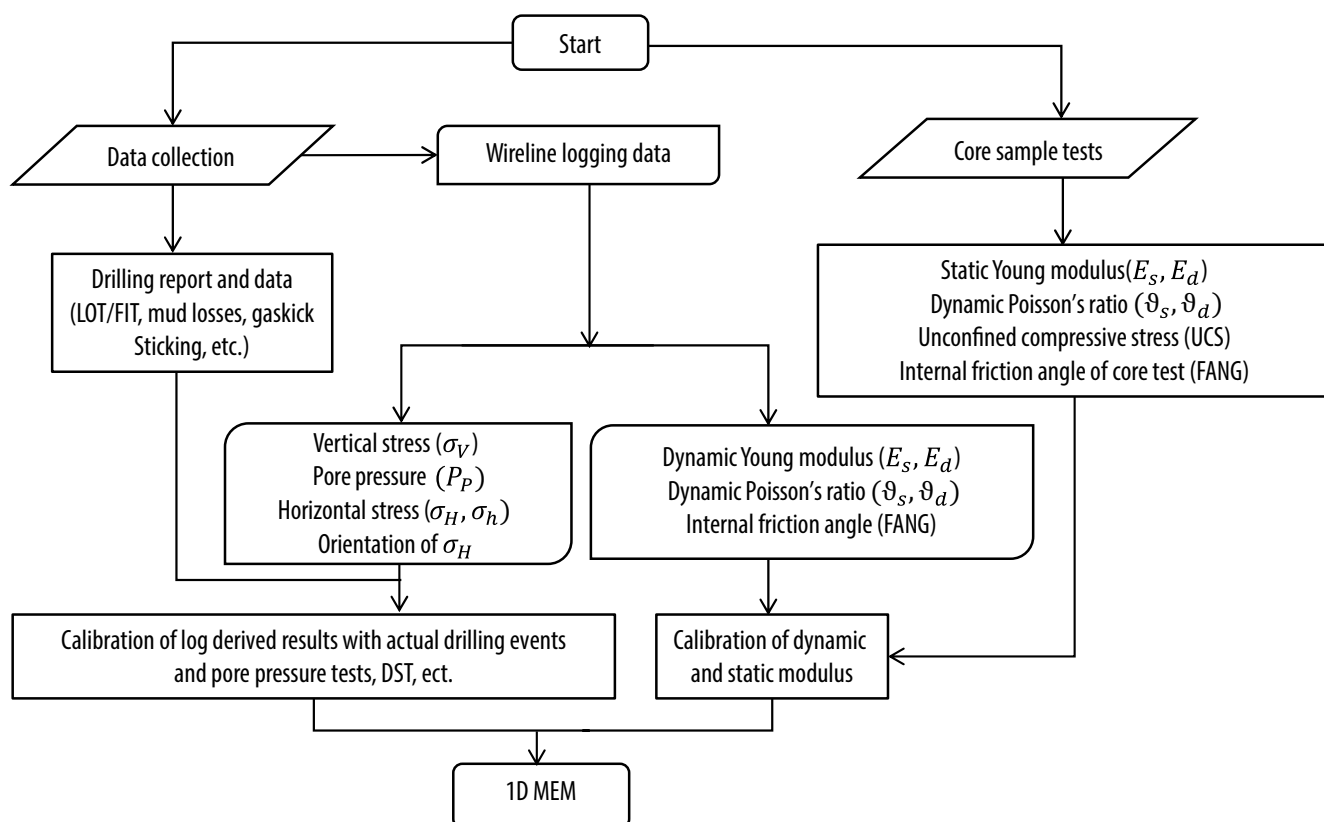 Start
Data collection
Wireline logging data
Core sample tests
Drilling report and data
(LOT/FIT, mud losses, gaskick
Sticking, etc.)
Static Young modulus(E_s, E_d)
Dynamic Poisson's ratio (ϑ_s, ϑ_d)
Unconfined compressive stress (UCS)
Internal friction angle of core test (FANG)
Vertical stress (σ_V)
Pore pressure (P_P)
Horizontal stress (σ_H, σ_h)
Orientation of σ_H
Dynamic Young modulus (E_s, E_d)
Dynamic Poisson's ratio (ϑ_s, ϑ_d)
Internal friction angle (FANG)
Calibration of log derived results with actual drilling events
and pore pressure tests, DST, ect.
Calibration of dynamic
and static modulus
1D MEM